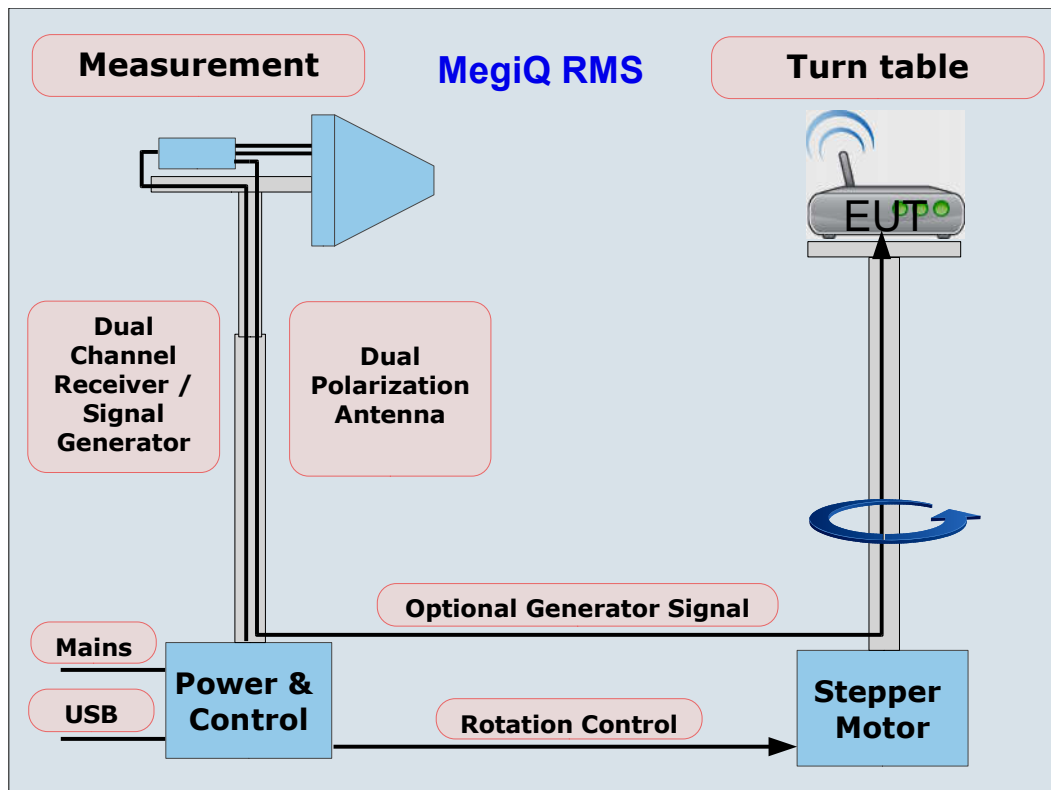 Measurement
MegiQ RMS
Turn table
EUT
Dual
Channel
Receiver /
Signal
Generator
Dual
Polarization
Antenna
Optional Generator Signal
Mains
USB
Power &
Control
Rotation Control
Stepper
Motor